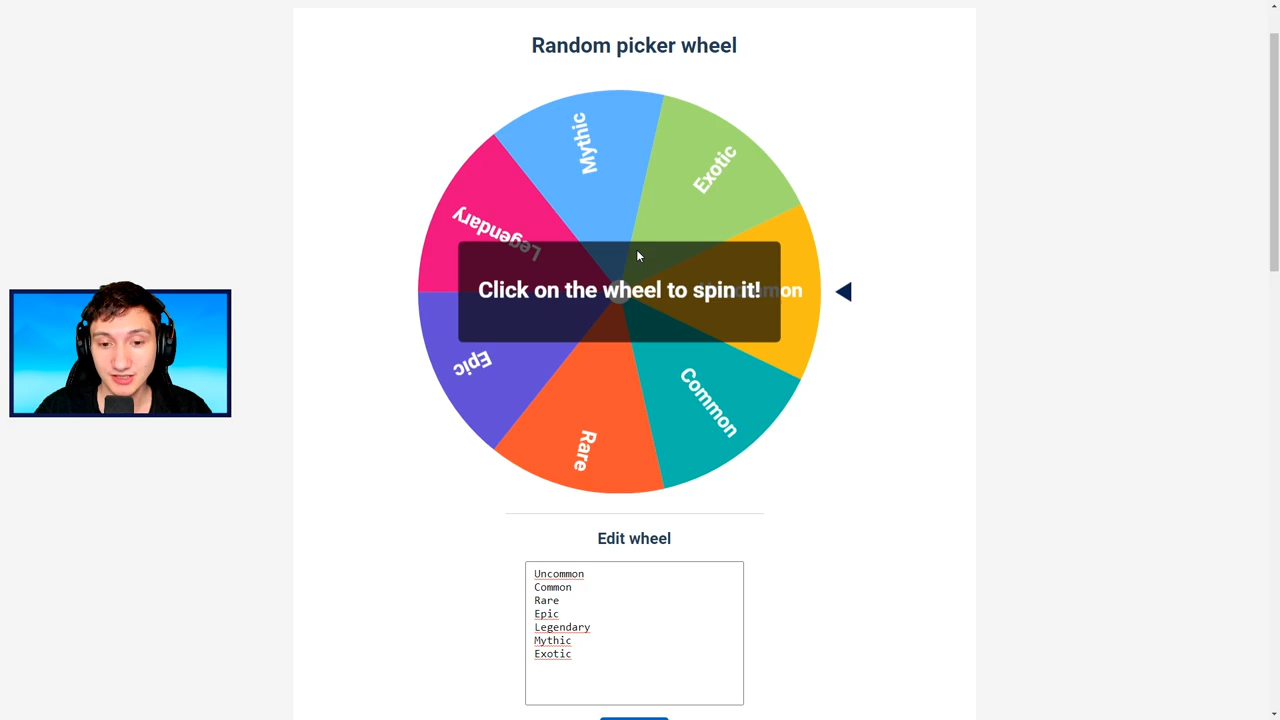 Random picker wheel
Mythic
Exotic
Legendary
Click on the wheel to spin it!
Uncommon
Epic
Common
Rare
Edit wheel
Uncommon
Common
Rare
Epic
Legendary
Mythic
Exotic